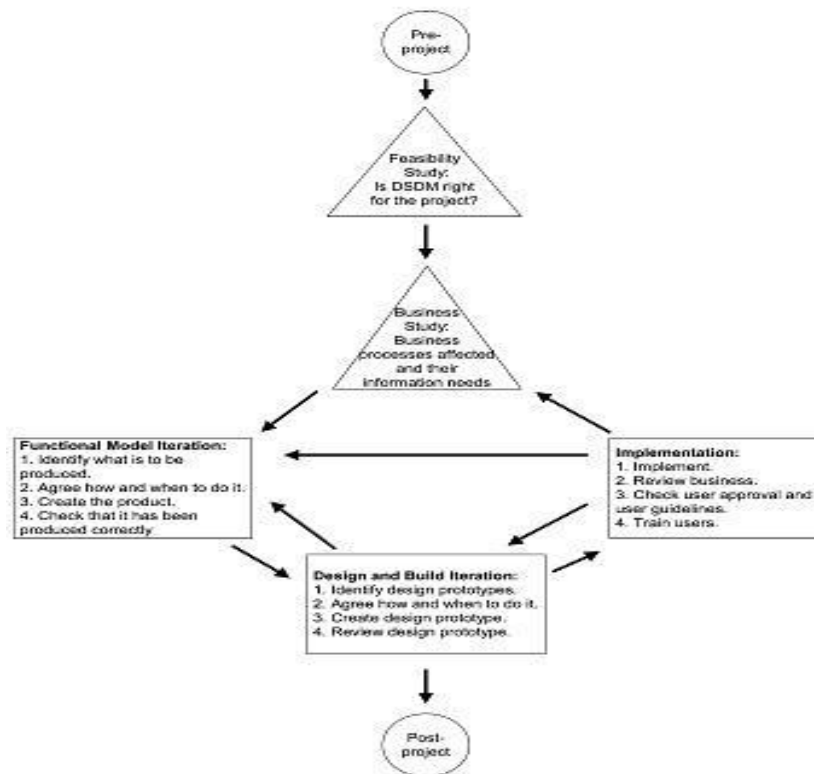 Pre-
project
Feasibility
Study:
Is DSDM right
for the project?
Business
Study:
Business
processes affected
and their
information needs
Functional Model Iteration:
1. Identify what is to be
produced.
2. Agree how and when to do it.
3. Create the product.
4. Check that it has been
produced correctly
Implementation:
1. Implement.
2. Review business.
3. Check user approval and
user guidelines.
4. Train users.
Design and Build Iteration:
1. Identify design prototypes.
2. Agree how and when to do it.
3. Create design prototype.
4. Review design prototype.
Post-
project